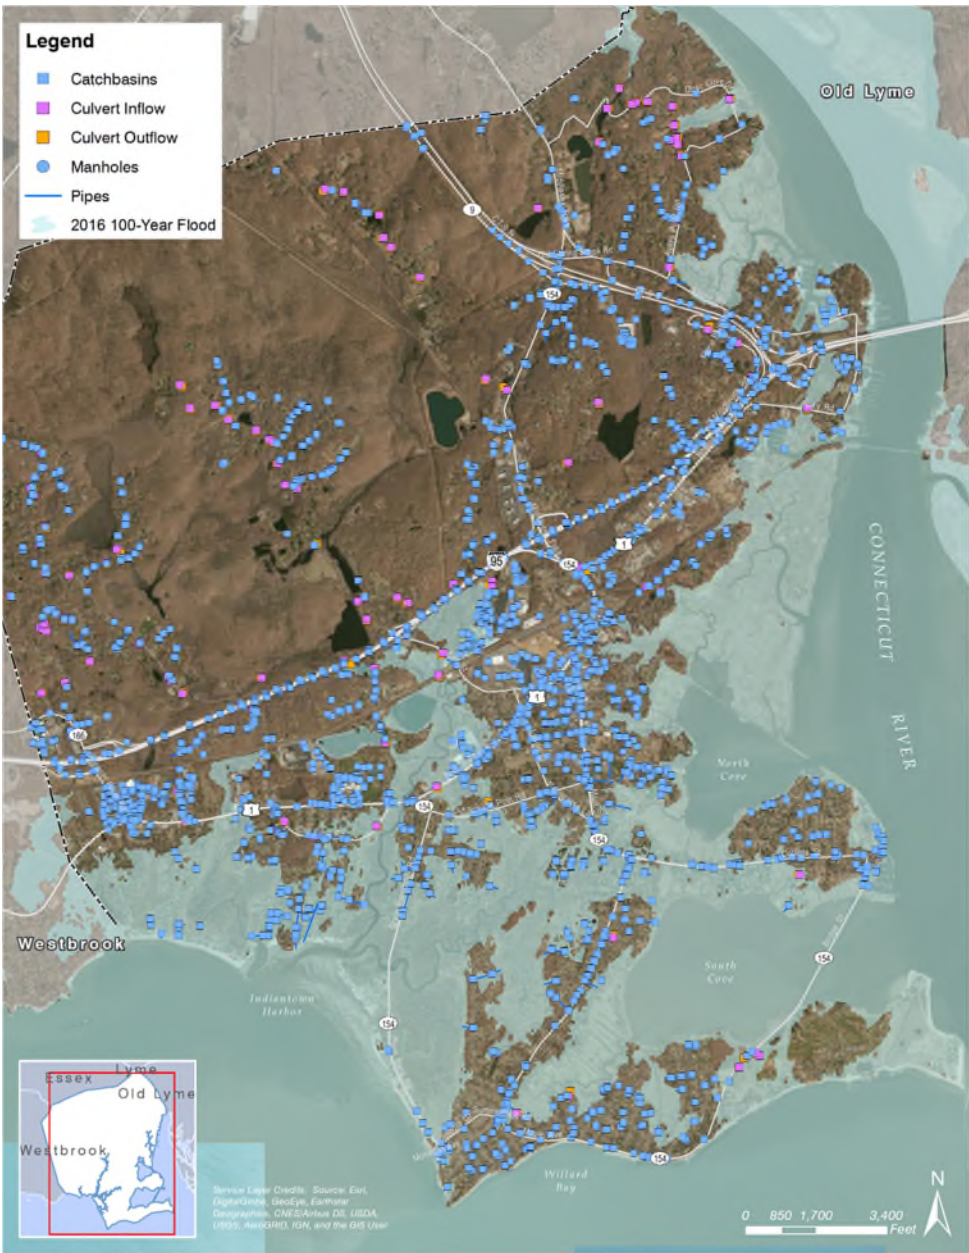 Legend
Catchbasins
Culvert Inflow
Culvert Outflow
Manholes
Pipes
2016 100-Year Flood
Old Lyme
9
154
154
95
1
CONNECTICUT
RIVER
1
166
North
Cove
1
154
154
Westbrook
South
Cove
154
Indiantown
Harbor
154
154
Willard
Bay
Essex
Lyme
Old Lyme
Westbrook
Service Layer Credits: Source: Esri,
DigitalGlobe, GeoEye, Earthstar
Geographics, CNES/Airbus DS, USDA,
USGS, AeroGRID, IGN, and the GIS User
N
0 850 1,700 3,400
Feet